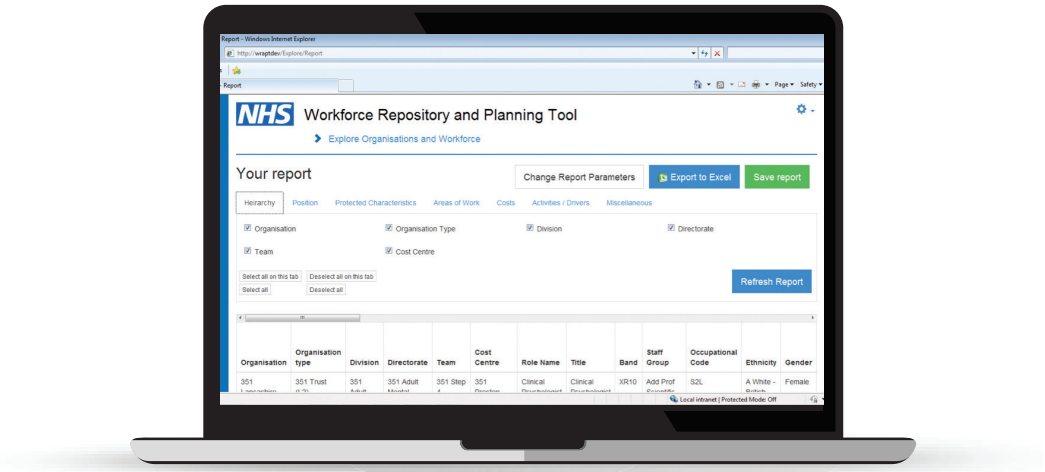 Report - Windows Internet Explorer
http://wraptdev/Explore/Report
- Report
Page Safety
NHS Workforce Repository and Planning Tool
Explore Organisations and Workforce
Your report
Change Report Parameters Export to Excel Save report
Heirarchy Position Protected Characteristics Areas of Work Costs Activities / Drivers Miscellaneous
Organisation Organisation Type Division Directorate
Team Cost Centre
Select all on this tab Deselect all on this tab
Select all Deselect all
Refresh Report
Organisation Organisation type Division Directorate Team Cost Centre Role Name Title Band Staff Group Occupational Code Ethnicity Gender
351 351 Trust 351 351 Adult 351 Step 351 Clinical Clinical XR10 Add Prof S2L A White - Female
Local intranet | Protected Mode: Off